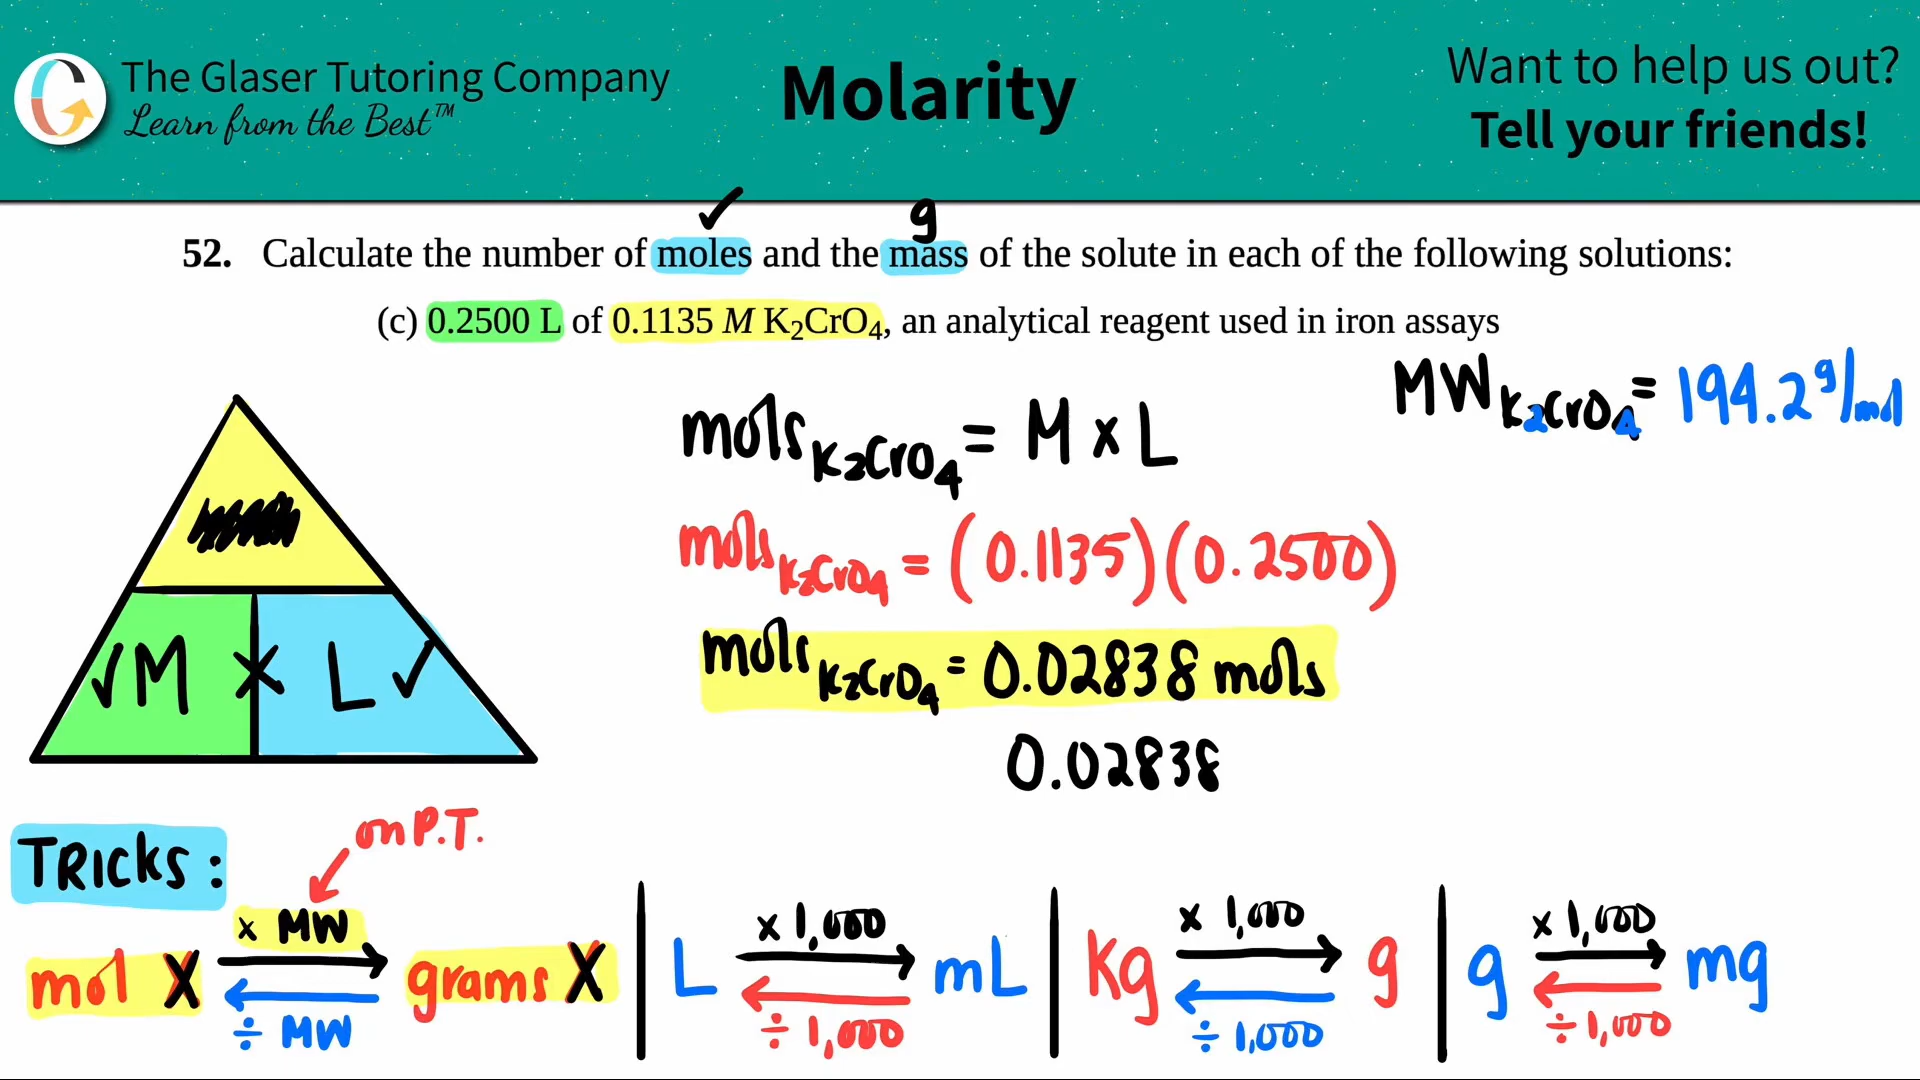 The Glaser Tutoring Company
Learn from the Best™
Molarity
Want to help us out?
Tell your friends!
✓ g
52. Calculate the number of moles and the mass of the solute in each of the following solutions:
(c) 0.2500 L of 0.1135 M K₂CrO₄, an analytical reagent used in iron assays
MW K₂CrO₄ = 194.2 g/mol
mols K₂CrO₄ = M x L
mols K₂CrO₄ = (0.1135)(0.2500)
mols K₂CrO₄ = 0.02838 mols
0.02838
√M x L ✓
TRICKS:
on P.T.
x MW
mol X grams X
÷ MW
x 1,000
L mL
÷ 1,000
x 1,000
Kg g
÷ 1,000
x 1,000
g mg
÷ 1,000